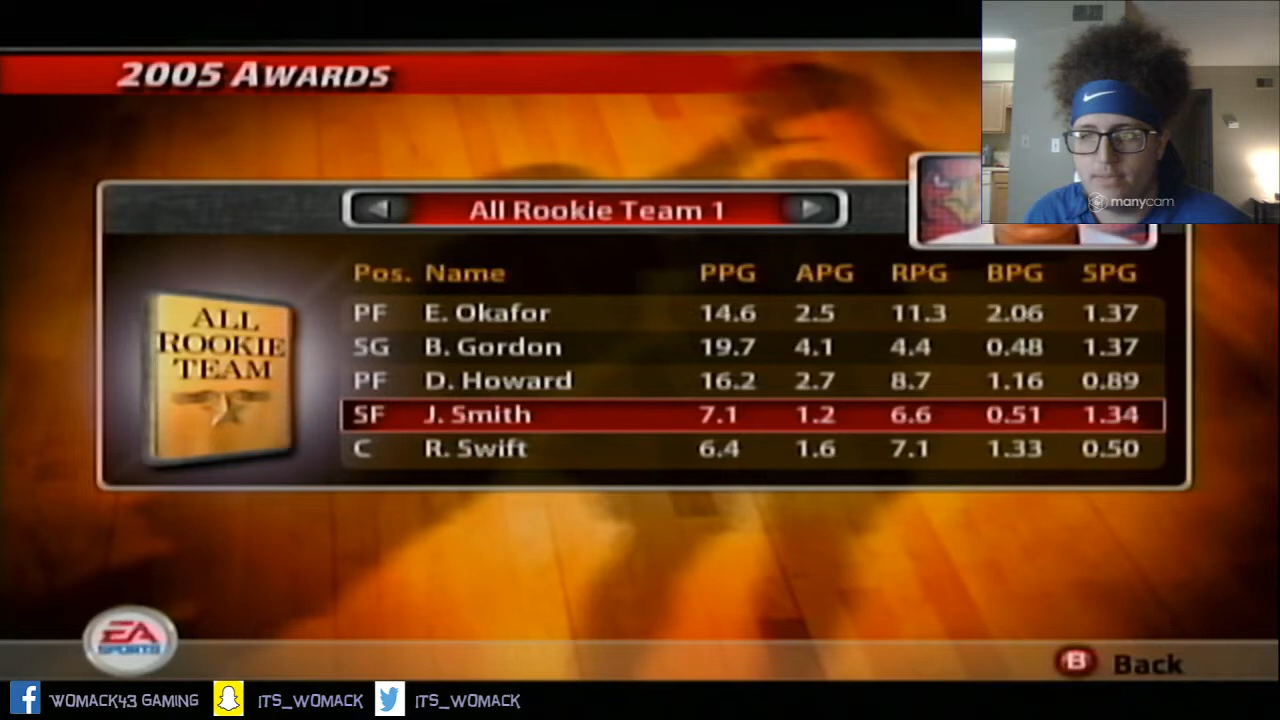 2005 AWARDS
manycam
All Rookie Team 1
Pos. Name PPG APG RPG BPG SPG
ALL ROOKIE TEAM
PF E. Okafor 14.6 2.5 11.3 2.06 1.37
SG B. Gordon 19.7 4.1 4.4 0.48 1.37
PF D. Howard 16.2 2.7 8.7 1.16 0.89
SF J. Smith 7.1 1.2 6.6 0.51 1.34
C R. Swift 6.4 1.6 7.1 1.33 0.50
EA SPORTS
B Back
WOMACK43 GAMING ITS_WOMACK ITS_WOMACK